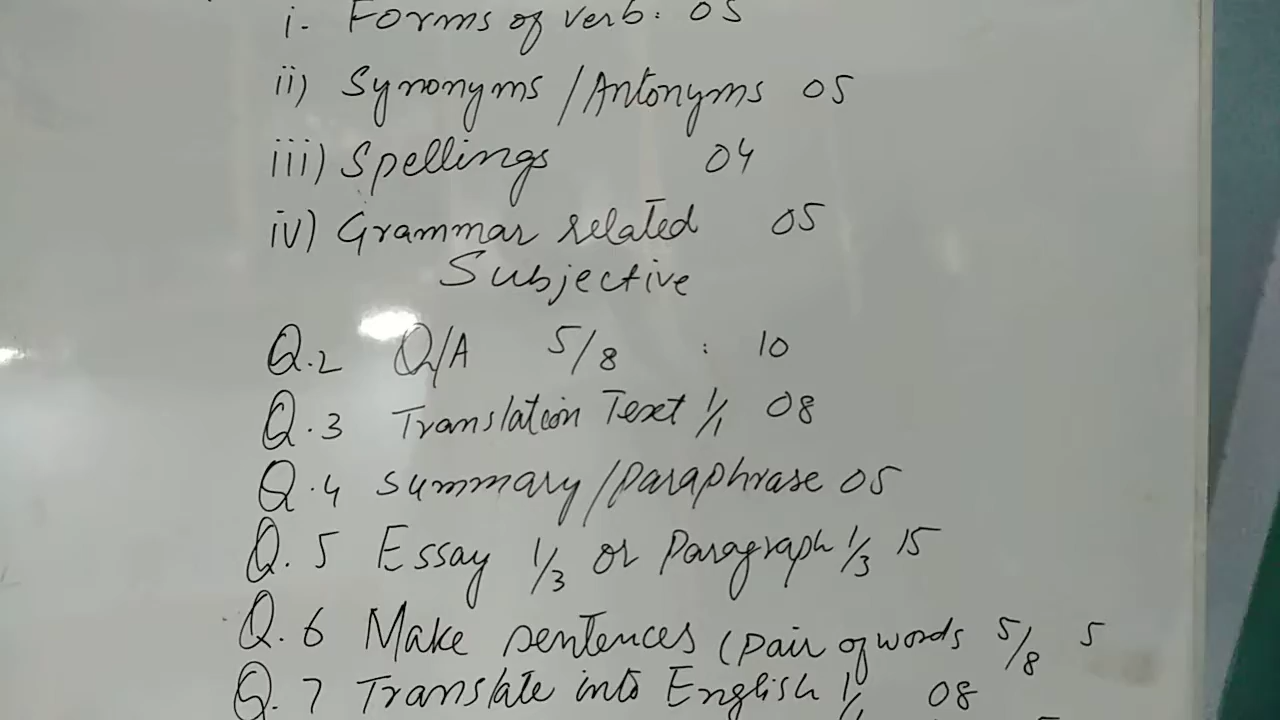 i. Forms of verb. 05
ii) Synonyms / Antonyms 05
iii) Spellings 04
iv) Grammar related 05
Subjective
Q.2 Q/A 5/8 : 10
Q.3 Translation Text 1/1 08
Q.4 Summary/Paraphrase 05
Q.5 Essay 1/3 or Paragraph 1/3 15
Q.6 Make sentences (Pair of words 5/8 5
Q.7 Translate into English 1/1 08